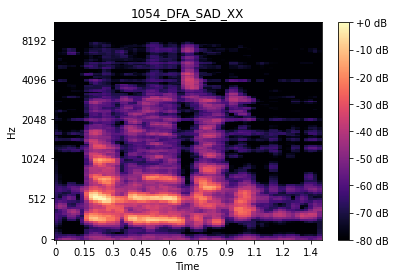 1054_DFA_SAD_XX
Hz
8192
4096
2048
1024
512
0
0 0.15 0.3 0.45 0.6 0.75 0.9 1.1 1.2 1.4
Time
+0 dB
-10 dB
-20 dB
-30 dB
-40 dB
-50 dB
-60 dB
-70 dB
-80 dB